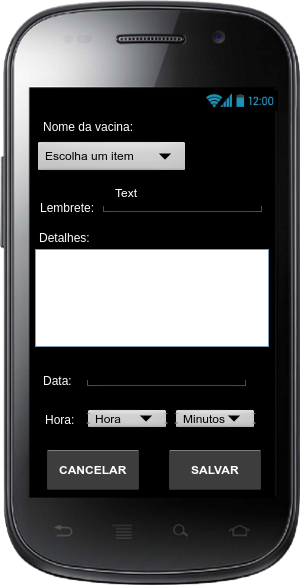 12:00
Nome da vacina:
Escolha um item
Text
Lembrete:
Detalhes:
Data:
Hora: Hora Minutos
CANCELAR SALVAR